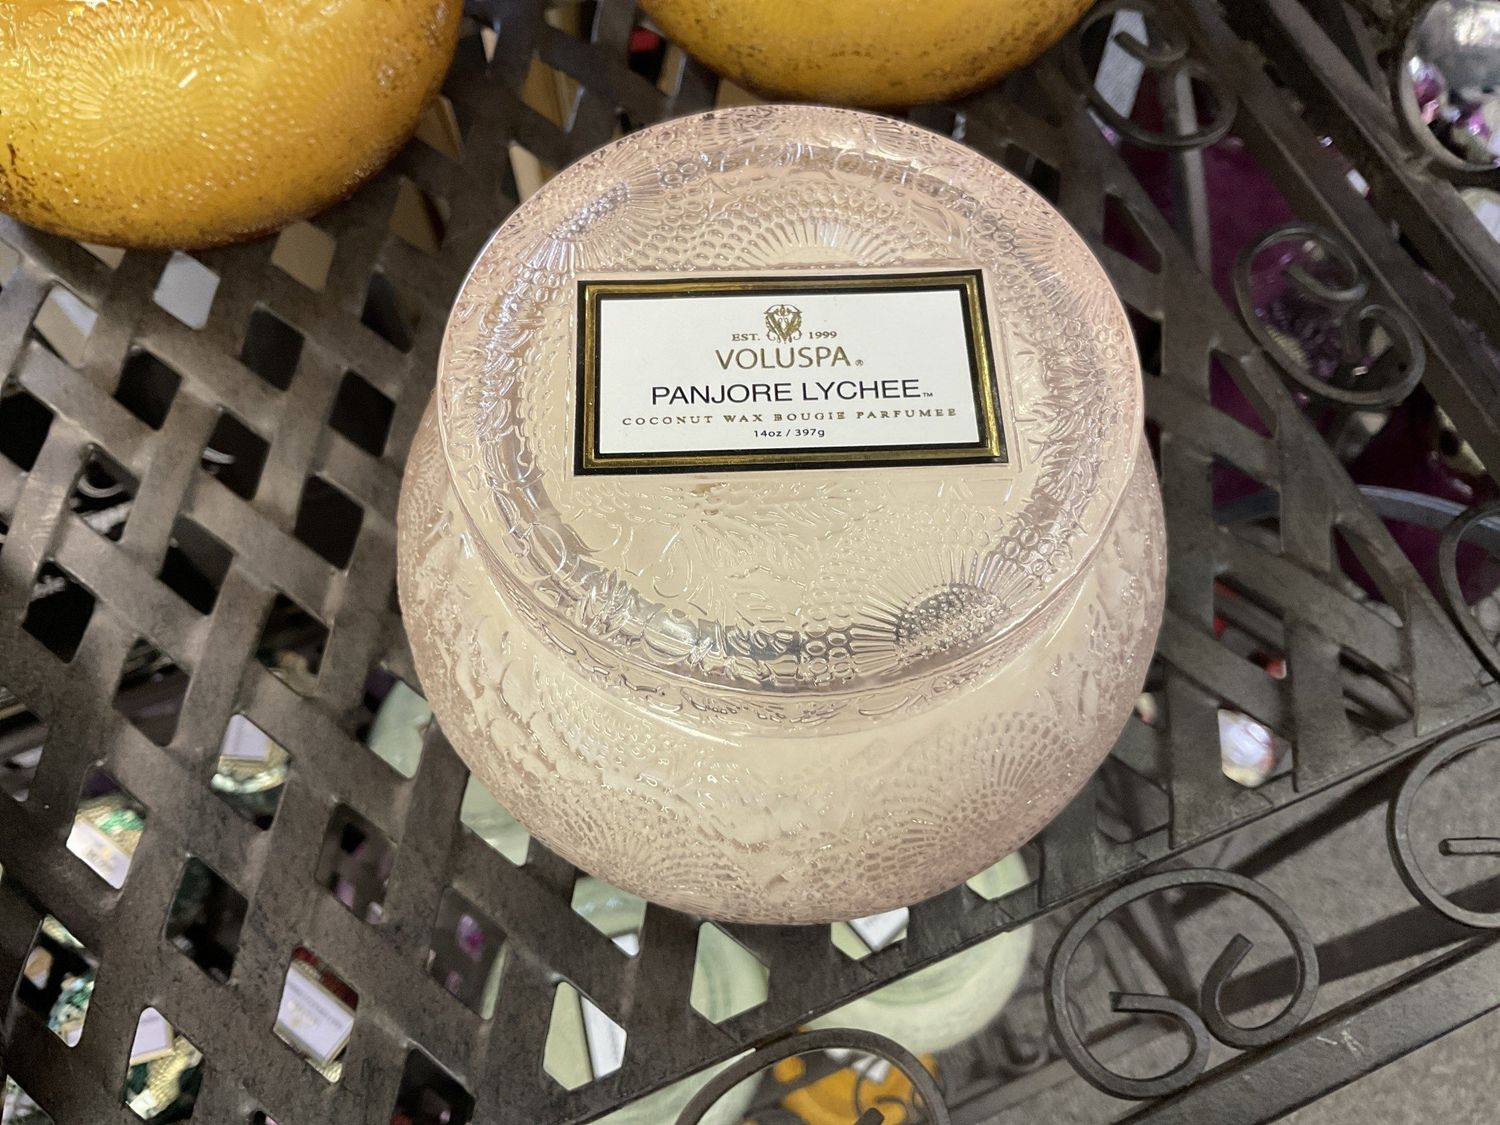 EST. 1999
VOLUSPA®
PANJORE LYCHEE™
COCONUT WAX BOUGIE PARFUMEE
14oz / 397g